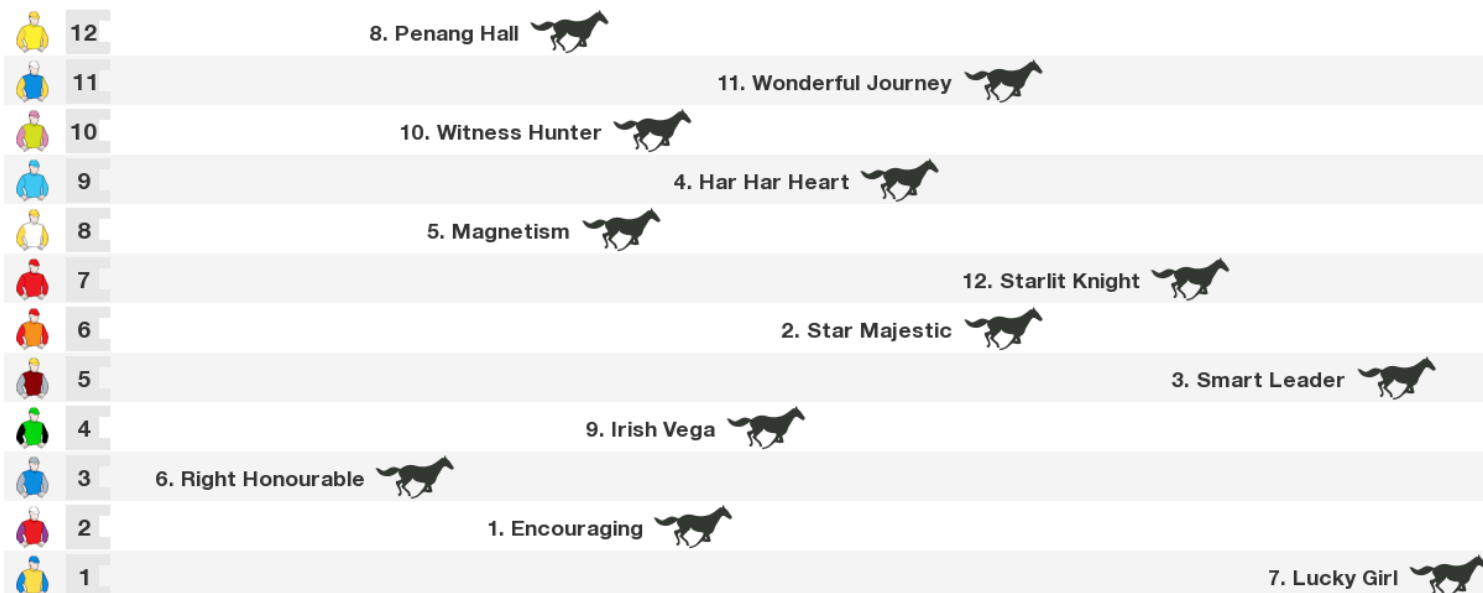 12 8. Penang Hall
11 11. Wonderful Journey
10 10. Witness Hunter
9 4. Har Har Heart
8 5. Magnetism
7 12. Starlit Knight
6 2. Star Majestic
5 3. Smart Leader
4 9. Irish Vega
3 6. Right Honourable
2 1. Encouraging
1 7. Lucky Girl